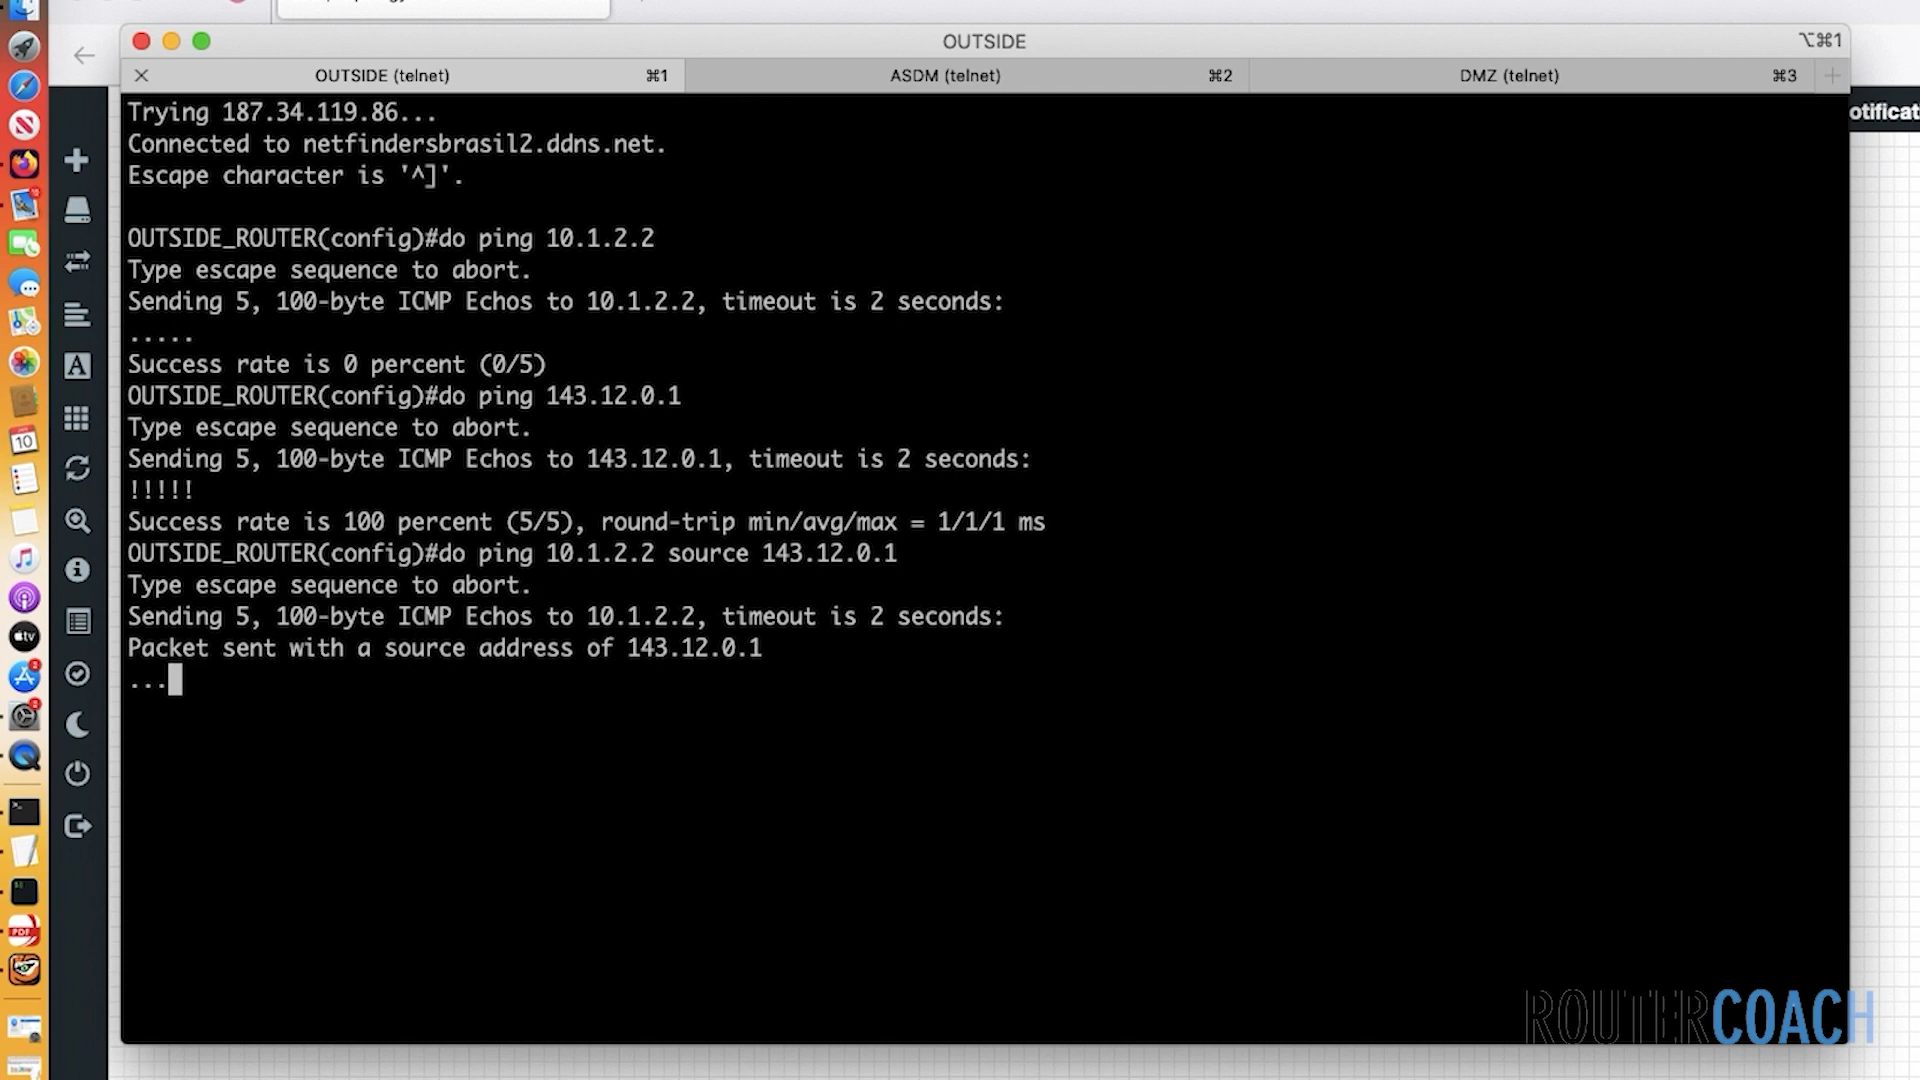 OUTSIDE
⌥⌘1
OUTSIDE (telnet)
⌘1
ASDM (telnet)
⌘2
DMZ (telnet)
⌘3
otificat
Trying 187.34.119.86...
Connected to netfindersbrasil2.ddns.net.
Escape character is '^]'.
OUTSIDE_ROUTER(config)#do ping 10.1.2.2
Type escape sequence to abort.
Sending 5, 100-byte ICMP Echos to 10.1.2.2, timeout is 2 seconds:
.....
Success rate is 0 percent (0/5)
OUTSIDE_ROUTER(config)#do ping 143.12.0.1
Type escape sequence to abort.
Sending 5, 100-byte ICMP Echos to 143.12.0.1, timeout is 2 seconds:
!!!!!
Success rate is 100 percent (5/5), round-trip min/avg/max = 1/1/1 ms
OUTSIDE_ROUTER(config)#do ping 10.1.2.2 source 143.12.0.1
Type escape sequence to abort.
Sending 5, 100-byte ICMP Echos to 10.1.2.2, timeout is 2 seconds:
Packet sent with a source address of 143.12.0.1
...
A
10
tv
PDF
ROUTERCOACH